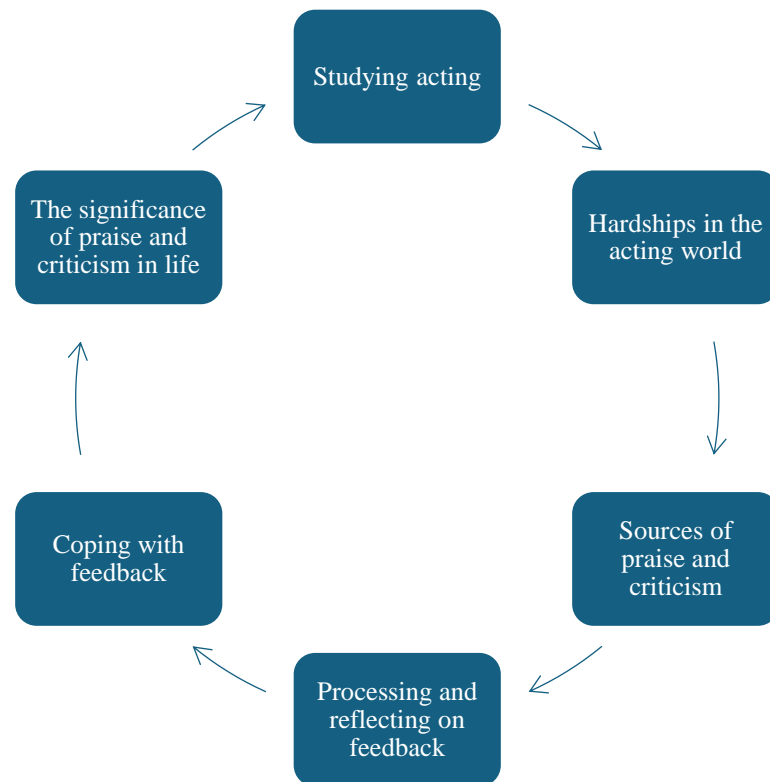 Studying acting
Hardships in the
acting world
Sources of
praise and
criticism
Processing and
reflecting on
feedback
Coping with
feedback
The significance
of praise and
criticism in life